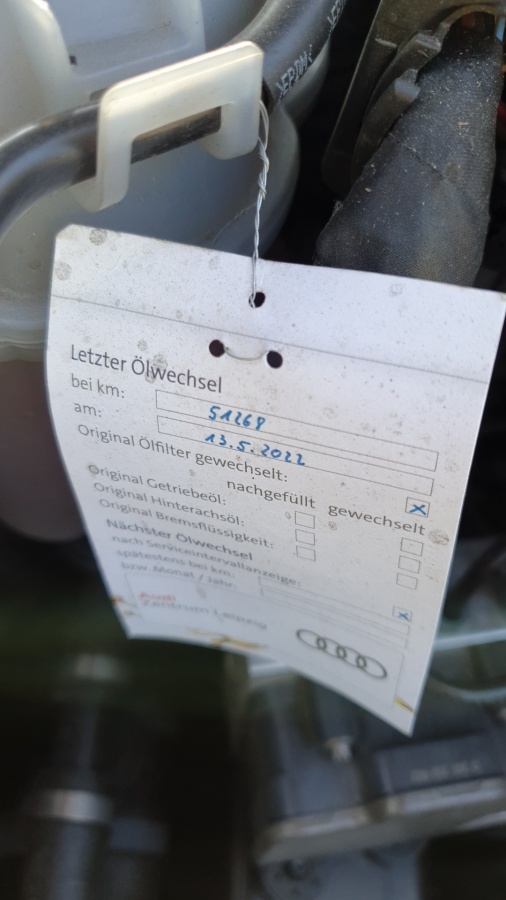 >EPDM<
Letzter Ölwechsel
bei km: 51268
am: 13.5.2022
Original Ölfilter gewechselt:
nachgefüllt gewechselt
Original Getriebeöl:
Original Hinterachsöl:
Original Bremsflüssigkeit:
Nächster Ölwechsel
nach Serviceintervallanzeige:
spätestens bei km:
bzw. Monat / Jahr:
Audi
Zentrum Leipzig